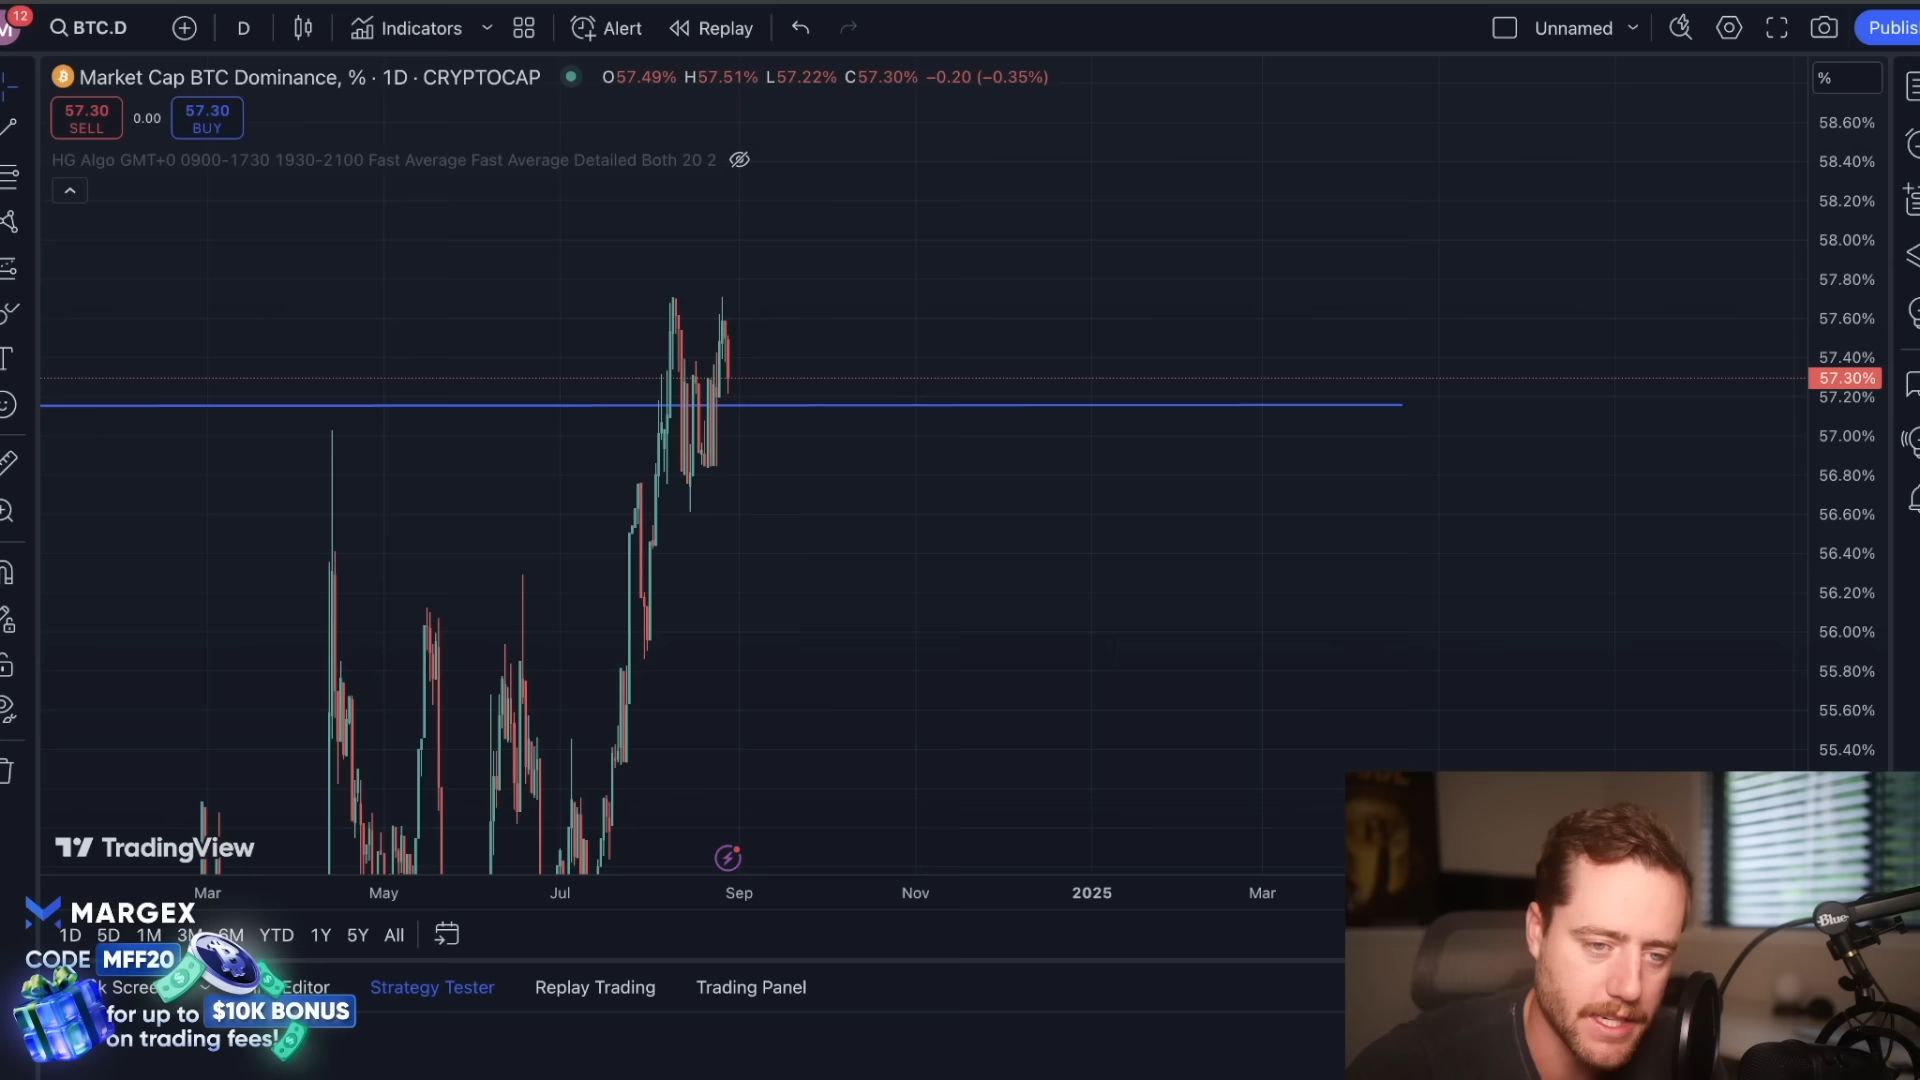 12
M
BTC.D
D
Indicators
Alert
Replay
Unnamed
Publis
Market Cap BTC Dominance, % · 1D · CRYPTOCAP
O57.49% H57.51% L57.22% C57.30% −0.20 (−0.35%)
%
57.30
SELL
0.00
57.30
BUY
HG Algo GMT+0 0900-1730 1930-2100 Fast Average Fast Average Detailed Both 20 2
58.60%
58.40%
58.20%
58.00%
57.80%
57.60%
57.40%
57.30%
57.20%
57.00%
56.80%
56.60%
56.40%
56.20%
56.00%
55.80%
55.60%
55.40%
TradingView
Mar
May
Jul
Sep
Nov
2025
Mar
MARGEX
1D 5D 1M 3M 6M YTD 1Y 5Y All
CODE MFF20
k Scree
Editor
Strategy Tester
Replay Trading
Trading Panel
for up to $10K BONUS
on trading fees!
Blue